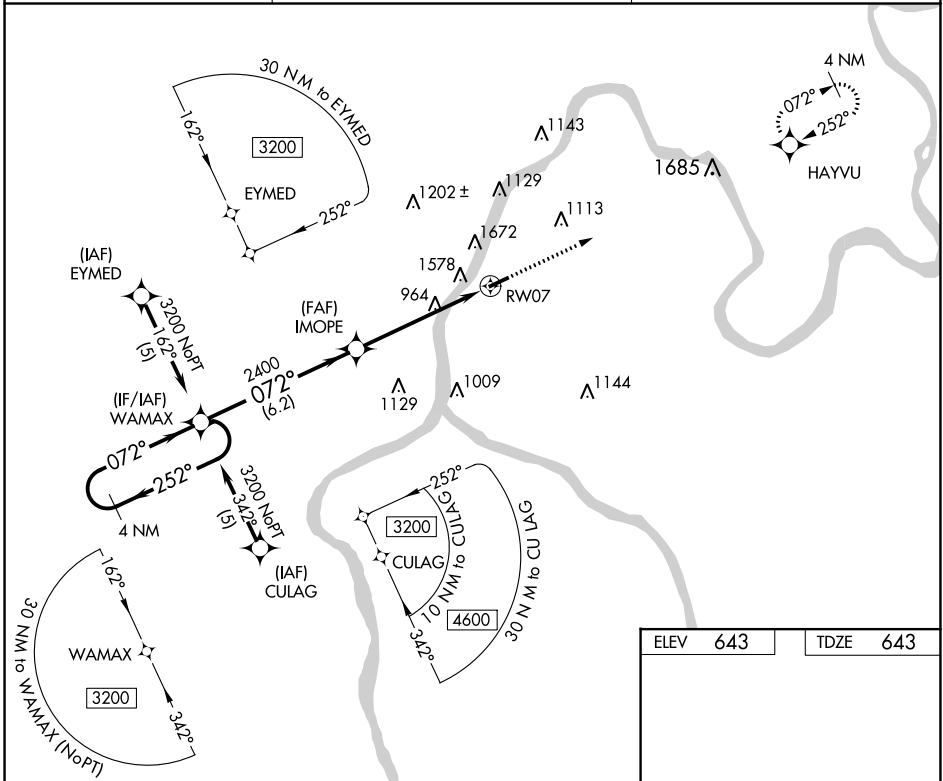 30 NM to EYMED
162°
3200
EYMED
252°
4 NM
072°
252°
HAYVU
1143
1685
1202 ±
1129
1113
1672
1578
964
RW07
(IAF)
EYMED
3200 NoPT
162°
(5)
(FAF)
IMOPE
2400
072°
(6.2)
(IF/IAF)
WAMAX
1129
1009
1144
072°
252°
4 NM
3200 NoPT
342°
(5)
(IAF)
CULAG
252°
3200
CULAG
10 NM to CULAG
4600
30 NM to CULAG
342°
162°
30 NM to WAMAX (NoPT)
WAMAX
3200
342°
ELEV 643
TDZE 643